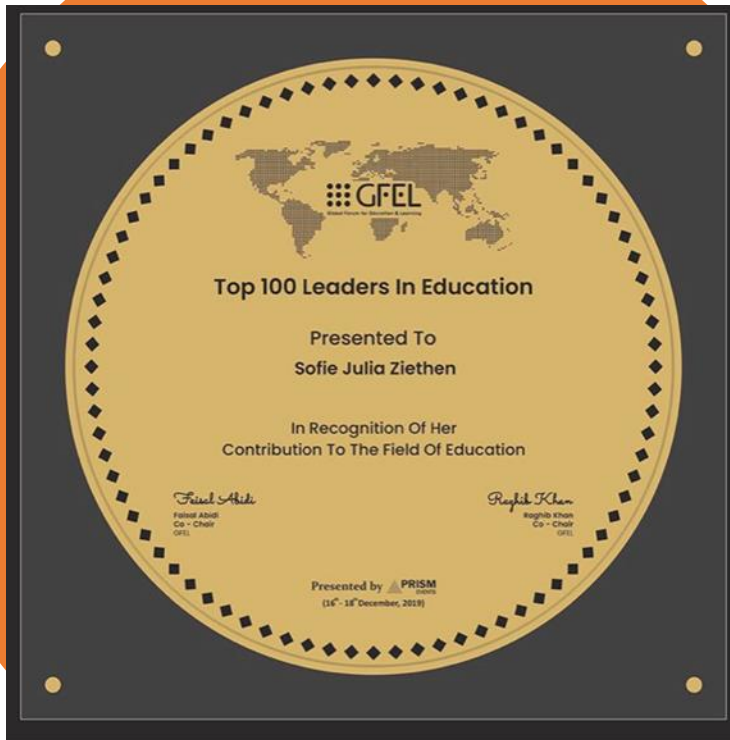 GFEL
Global Forum for Education & Learning
Top 100 Leaders In Education
Presented To
Sofie Julia Ziethen
In Recognition Of Her
Contribution To The Field Of Education
Faisal Abidi
Faisal Abidi
Co - Chair
GFEL
Raghib Khan
Raghib Khan
Co - Chair
GFEL
Presented by PRISM
EVENTS
(16th - 18th December, 2019)